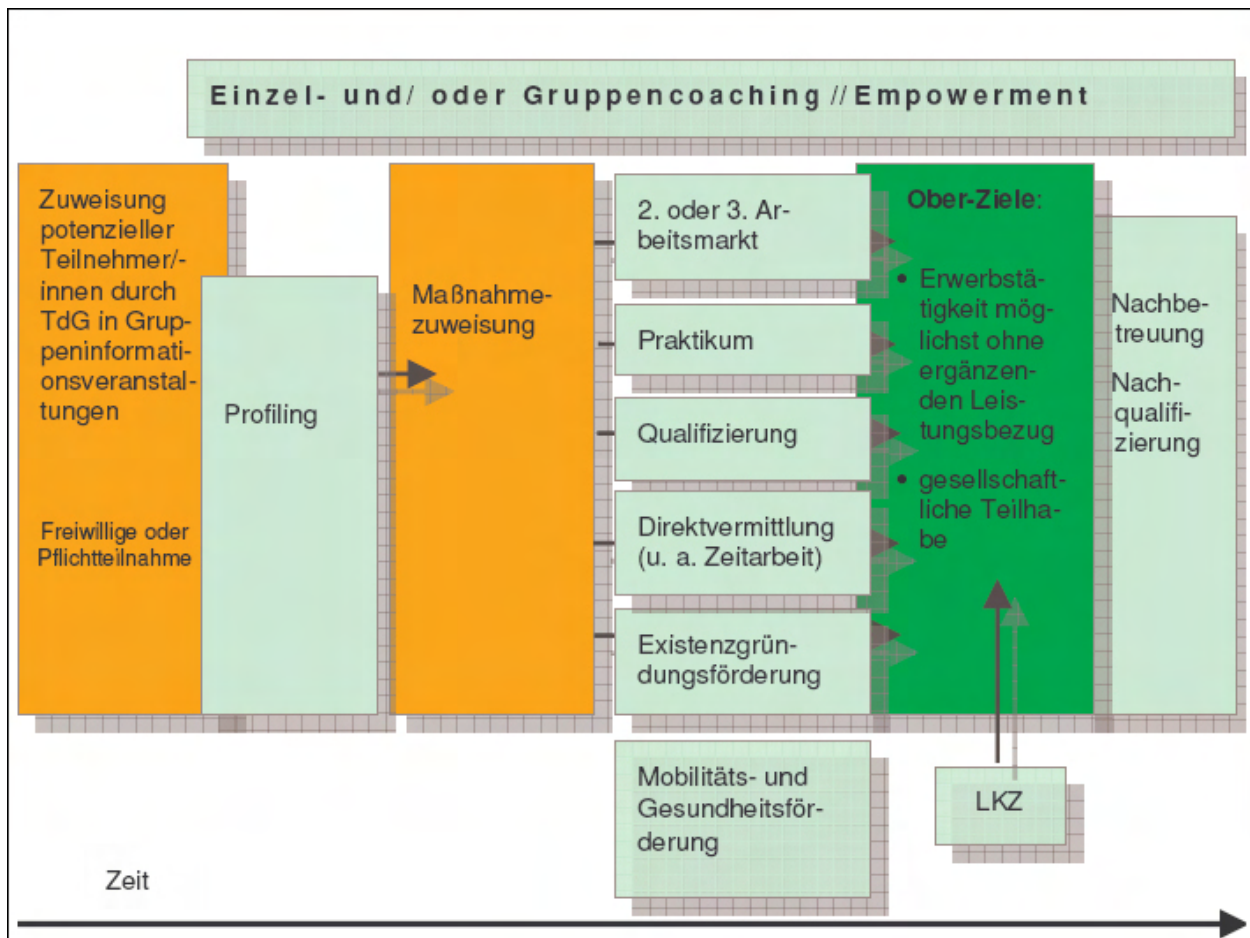 Einzel- und/ oder Gruppencoaching // Empowerment
Zuweisung
potenzieller
Teilnehmer/-
innen durch
TdG in Grup-
peninformati-
onsveranstal-
tungen
Freiwillige oder
Pflichtteilnahme
Profiling
Maßnahme-
zuweisung
2. oder 3. Ar-
beitsmarkt
Praktikum
Qualifizierung
Direktvermittlung
(u. a. Zeitarbeit)
Existenzgrün-
dungsförderung
Mobilitäts- und
Gesundheitsför-
derung
Ober-Ziele:
• Erwerbstä-
tigkeit mög-
lichst ohne
ergänzen-
den Leis-
tungsbezug
• gesellschaft-
liche Teilha-
be
LKZ
Nachbe-
treuung
Nach-
qualifi-
zierung
Zeit